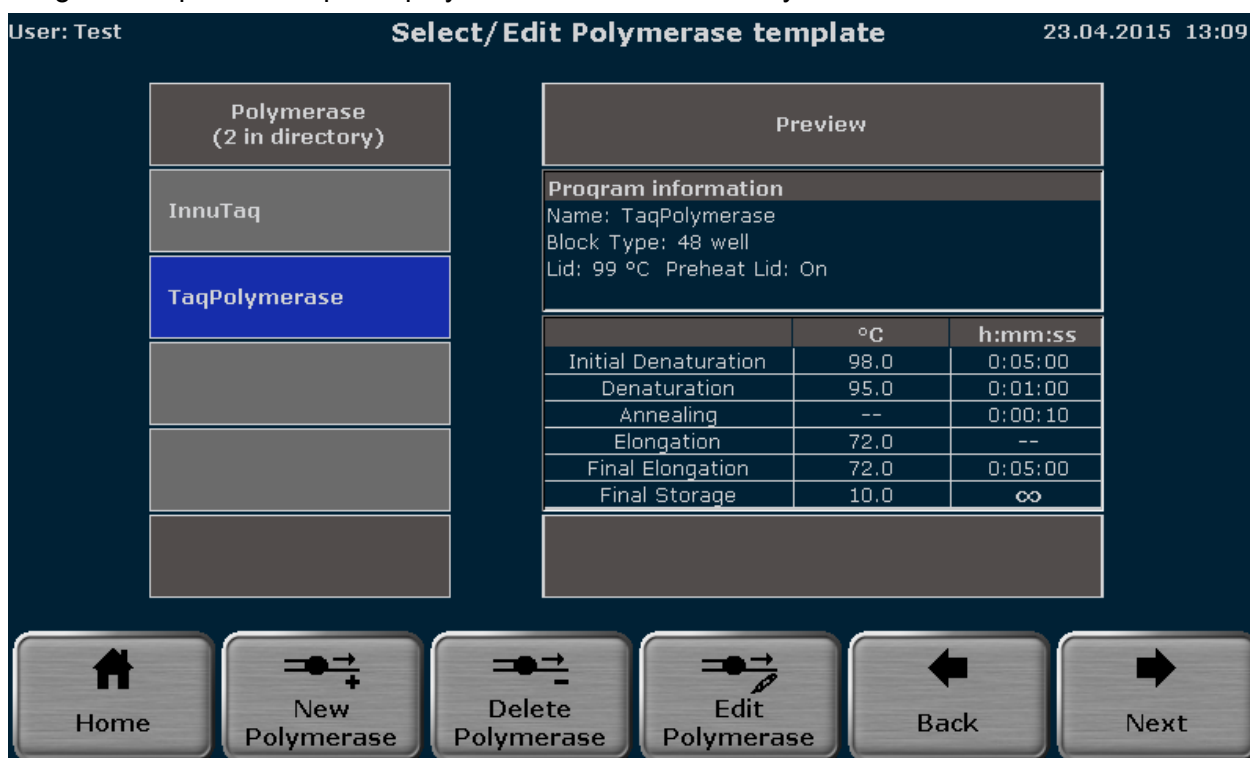 User: Test Select/Edit Polymerase template 23.04.2015 13:09
Polymerase
(2 in directory)
InnuTaq
TaqPolymerase
Preview
Program information
Name: TaqPolymerase
Block Type: 48 well
Lid: 99 °C Preheat Lid: On
°C h:mm:ss
Initial Denaturation 98.0 0:05:00
Denaturation 95.0 0:01:00
Annealing -- 0:00:10
Elongation 72.0 --
Final Elongation 72.0 0:05:00
Final Storage 10.0 ∞
Home
New
Polymerase
Delete
Polymerase
Edit
Polymerase
Back
Next